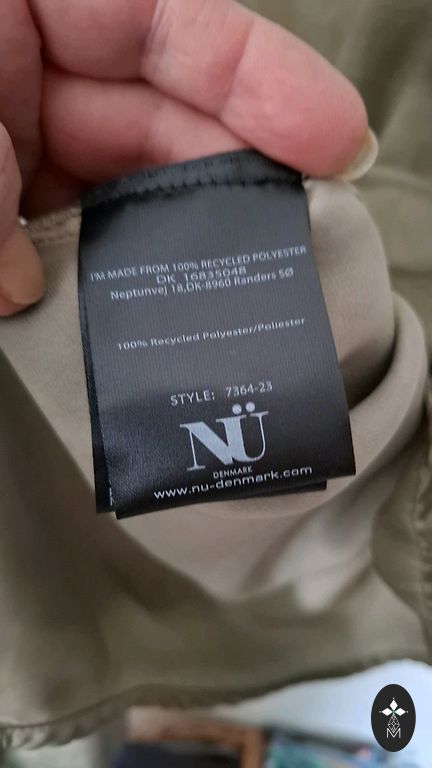 I'M MADE FROM 100% RECYCLED POLYESTER
DK 16835048
Neptunvej 18,DK-8960 Randers SØ
100% Recycled Polyester/Poliester
STYLE: 7364-23
NÜ
DENMARK
www.nu-denmark.com
M